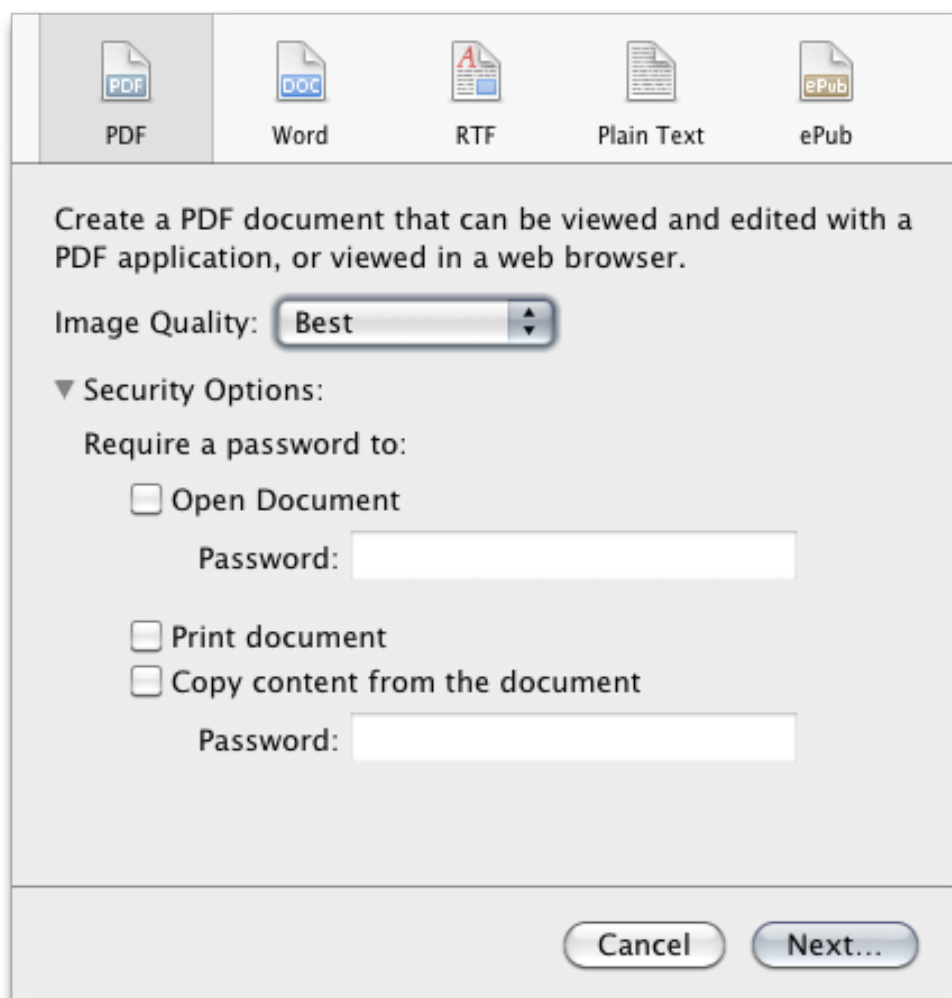 PDF DOC A ePub
PDF Word RTF Plain Text ePub
Create a PDF document that can be viewed and edited with a
PDF application, or viewed in a web browser.
Image Quality: Best
Security Options:
Require a password to:
Open Document
Password:
Print document
Copy content from the document
Password:
Cancel Next...